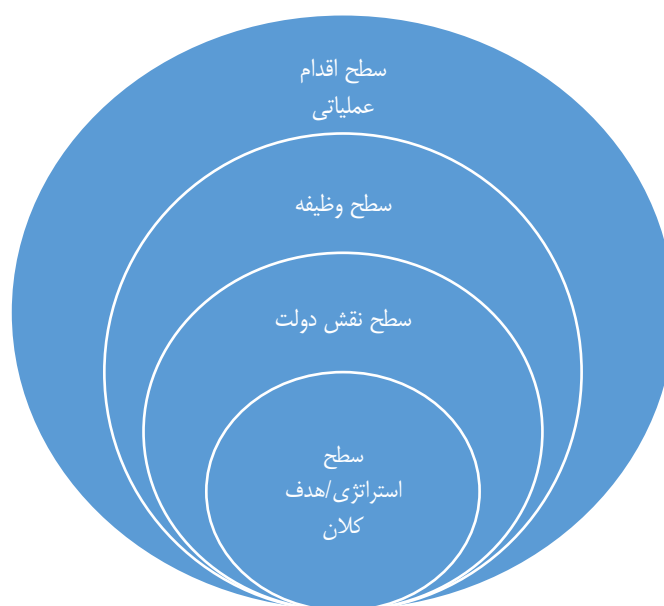 سطح اقدام
عملیاتی
سطح وظیفه
سطح نقش دولت
سطح
استراتژی/هدف
کلان